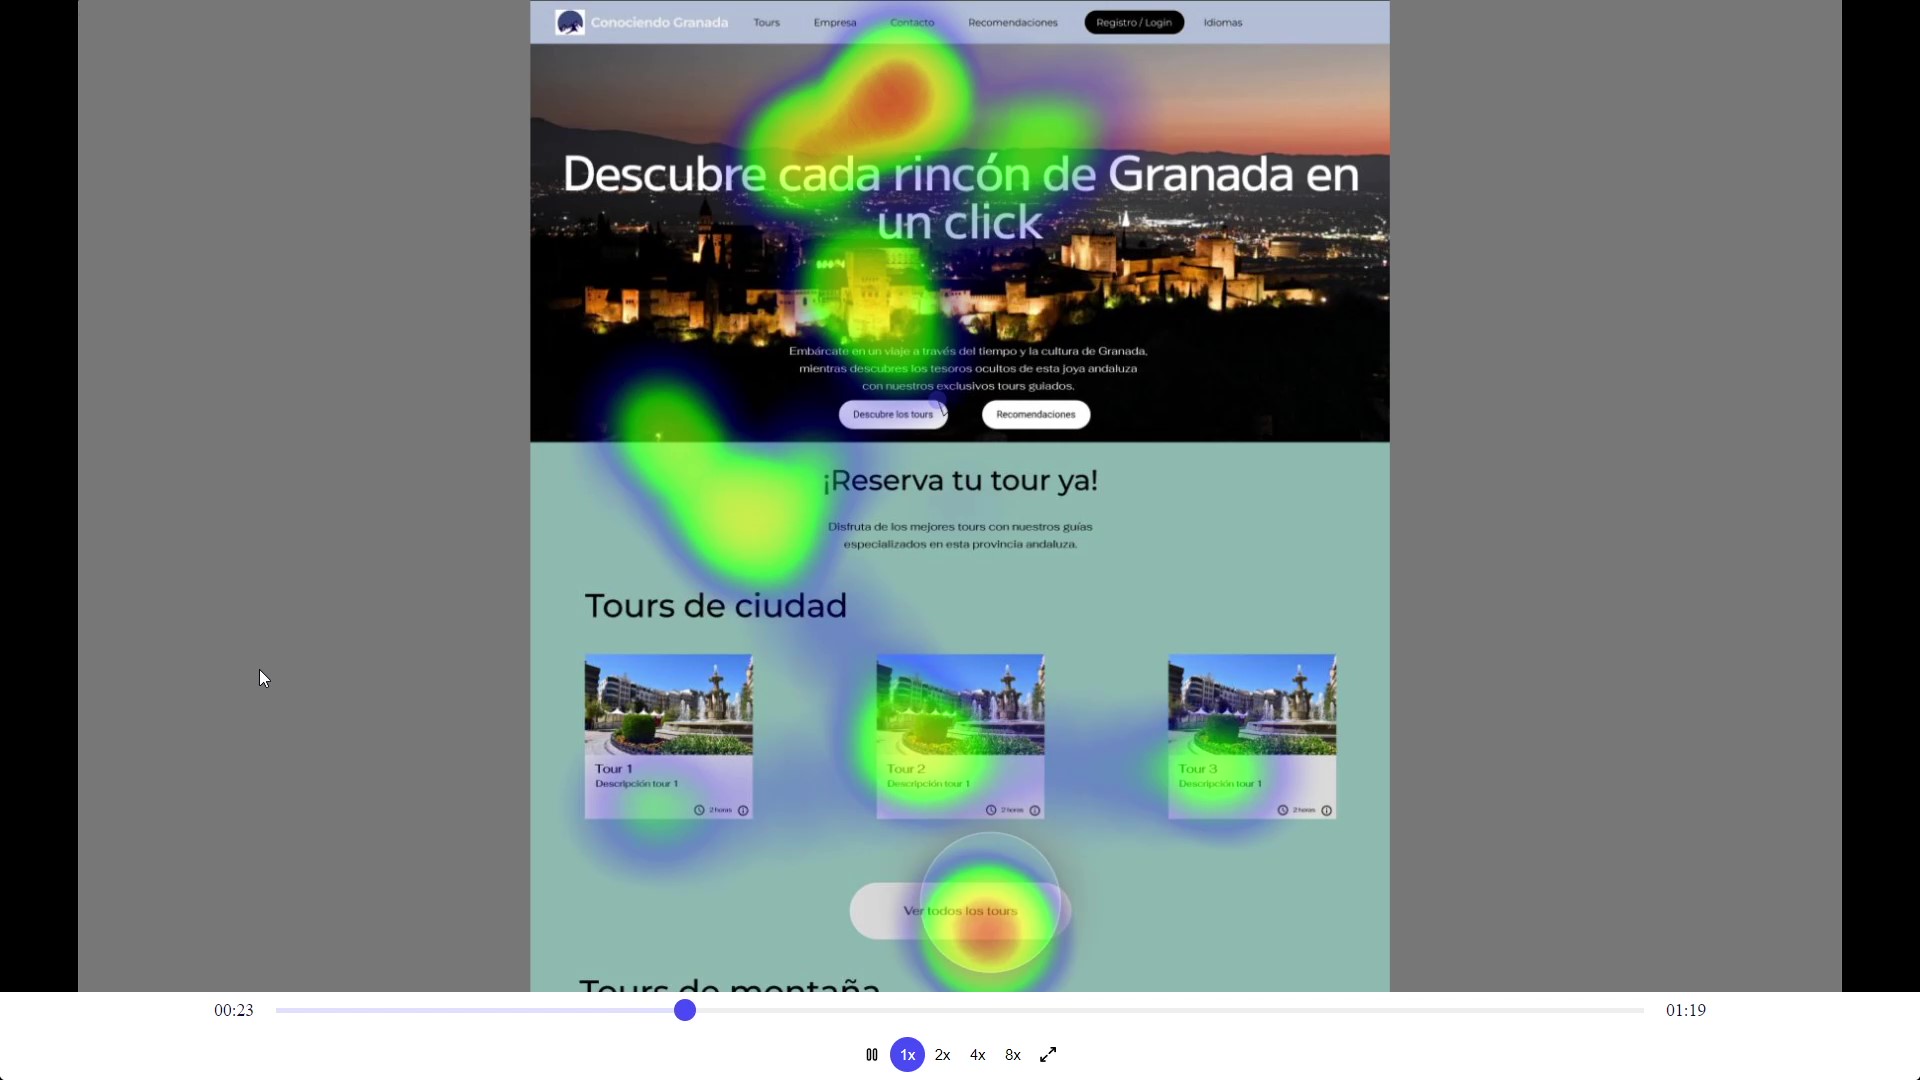 Conociendo Granada
Tours
Empresa
Contacto
Recomendaciones
Registro / Login
Idiomas
Descubre cada rincón de Granada en
un click
Embárcate en un viaje a través del tiempo y la cultura de Granada,
mientras descubres los tesoros ocultos de esta joya andaluza
con nuestros exclusivos tours guiados.
Descubre los tours
Recomendaciones
¡Reserva tu tour ya!
Disfruta de los mejores tours con nuestros guías
especializados en esta provincia andaluza.
Tours de ciudad
Tour 1
Descripción tour 1
2 horas
Tour 2
Descripción tour 1
2 horas
Tour 3
Descripción tour 1
2 horas
Ver todos los tours
Tours de montaña
00:23
01:19
1x
2x
4x
8x